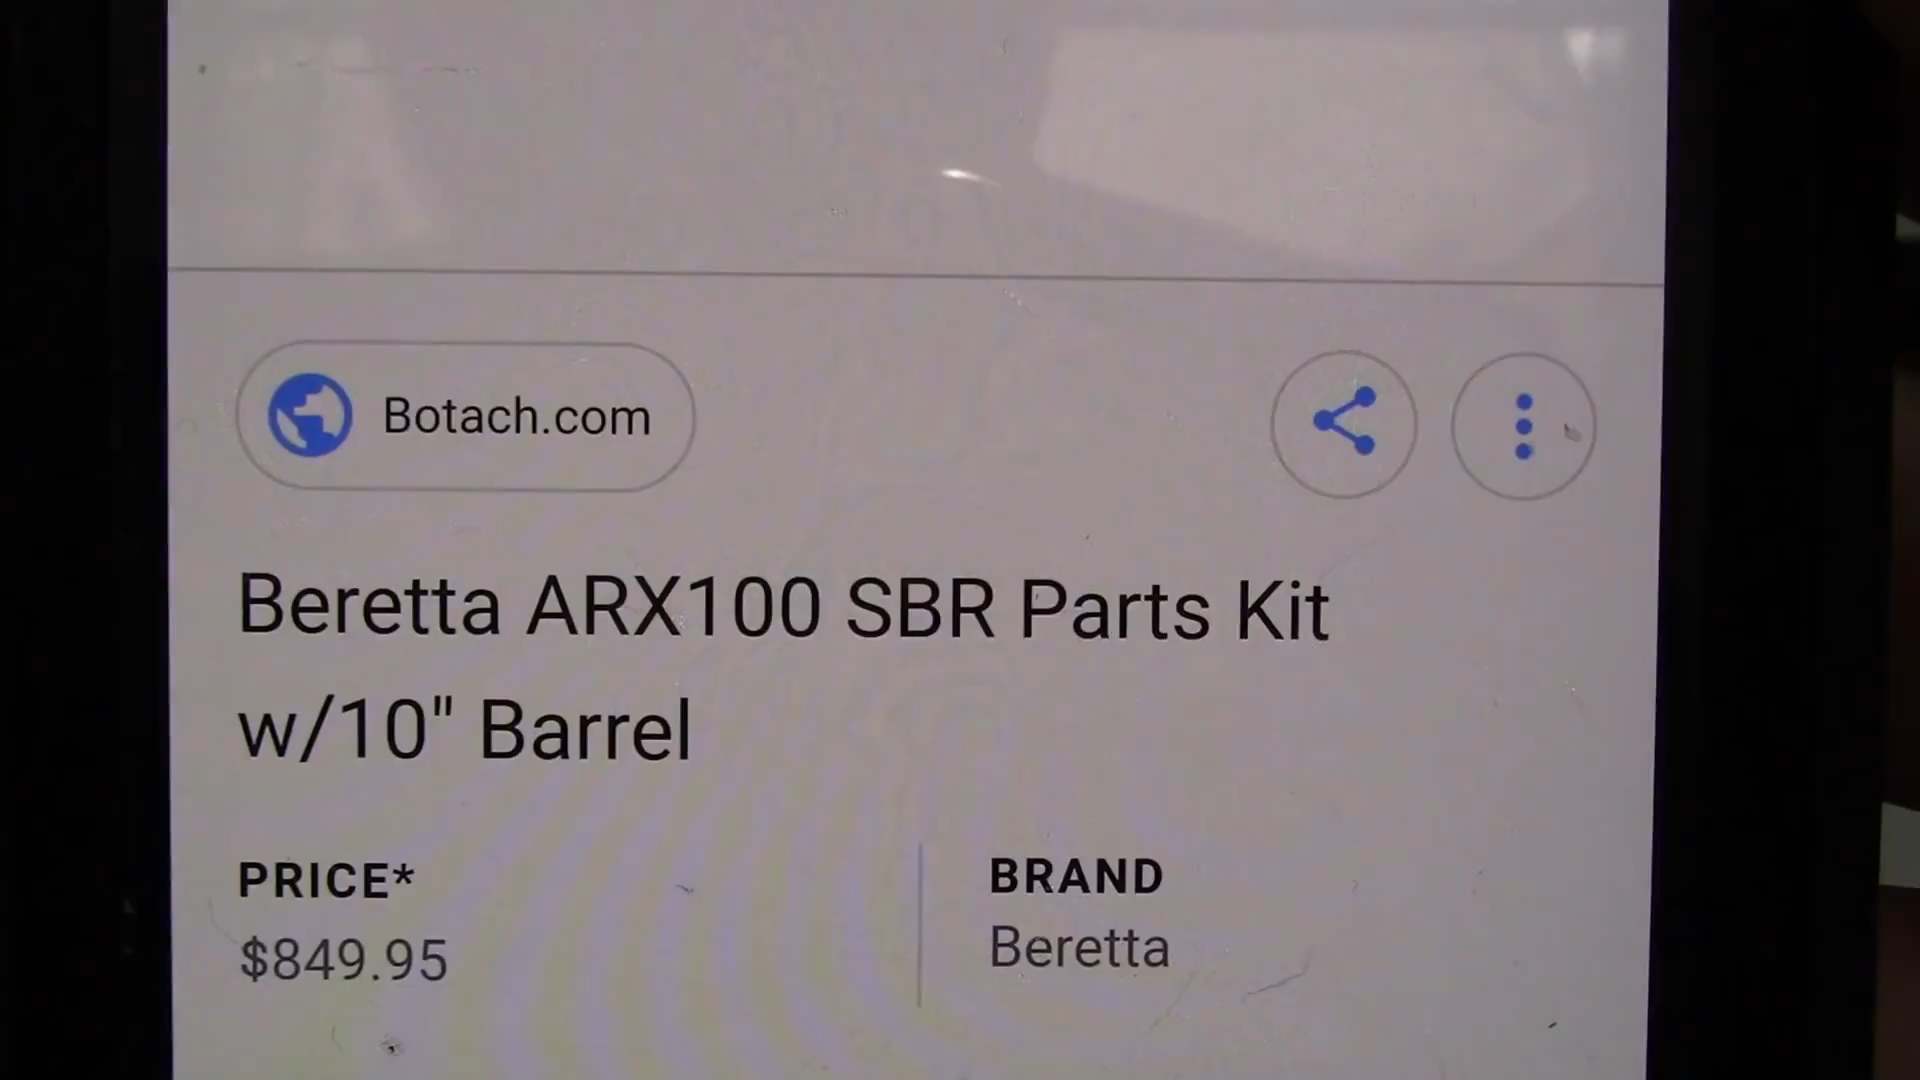 Botach.com
Beretta ARX100 SBR Parts Kit
w/10" Barrel
PRICE*
$849.95
BRAND
Beretta